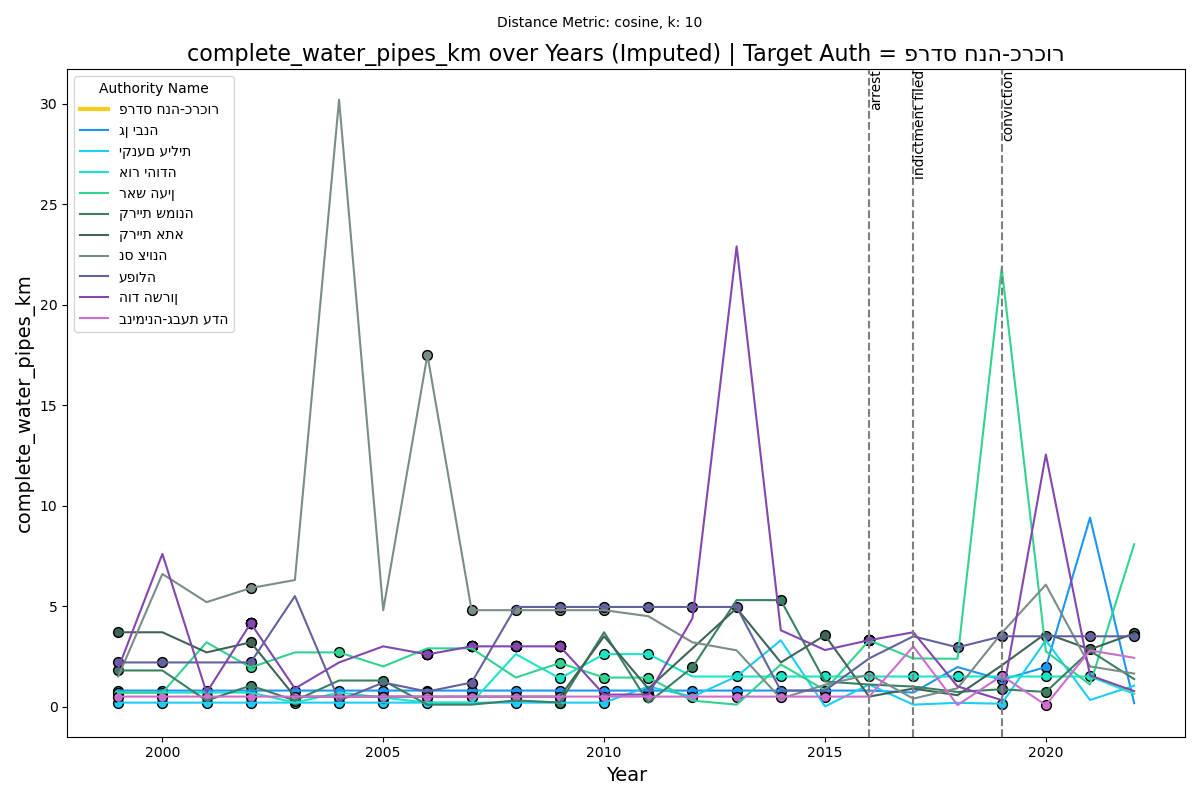 Distance Metric: cosine, k: 10
complete_water_pipes_km over Years (Imputed) | Target Auth = פרדס חנה-כרכור
Authority Name
פרדס חנה-כרכור
גן יבנה
יקנעם עילית
אור יהודה
ראש העין
קריית שמונה
קריית אתא
נס ציונה
עפולה
הוד השרון
בנימינה-גבעת עדה
arrest
indictment filed
conviction
complete_water_pipes_km
30
25
20
15
10
5
0
2000
2005
2010
2015
2020
Year